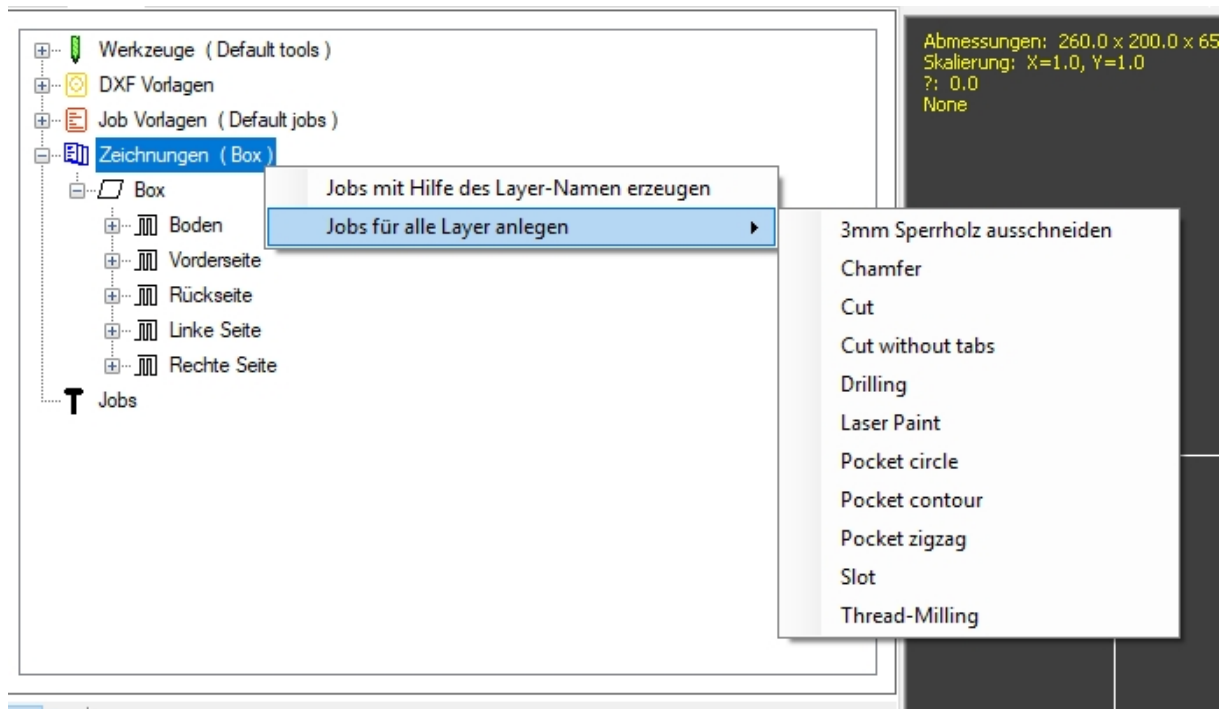 Werkzeuge ( Default tools )
DXF Vorlagen
Job Vorlagen ( Default jobs )
Zeichnungen ( Box )
Box
Boden
Vorderseite
Rückseite
Linke Seite
Rechte Seite
Jobs
Jobs mit Hilfe des Layer-Namen erzeugen
Jobs für alle Layer anlegen
3mm Sperrholz ausschneiden
Chamfer
Cut
Cut without tabs
Drilling
Laser Paint
Pocket circle
Pocket contour
Pocket zigzag
Slot
Thread-Milling
Abmessungen: 260.0 x 200.0 x 65
Skalierung: X=1.0, Y=1.0
?: 0.0
None